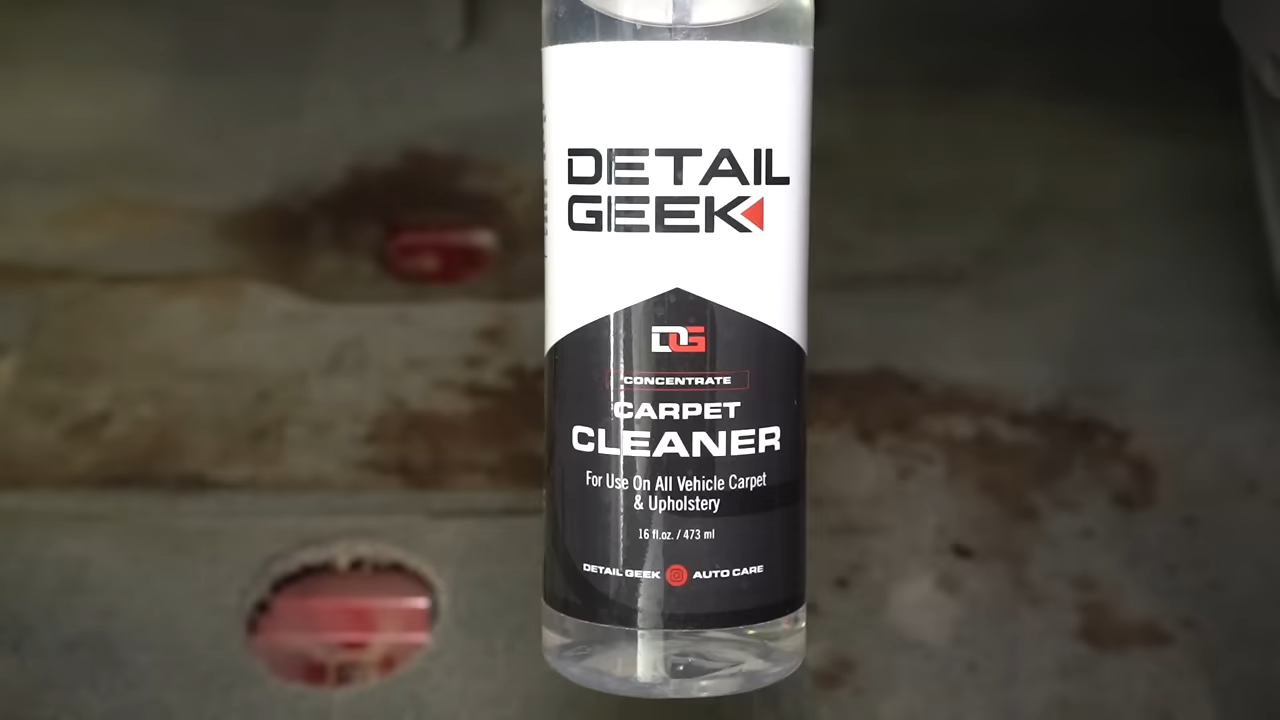 DETAIL
GEEK
DG
CONCENTRATE
CARPET
CLEANER
For Use On All Vehicle Carpet
& Upholstery
16 fl.oz. / 473 ml
DETAIL GEEK AUTO CARE